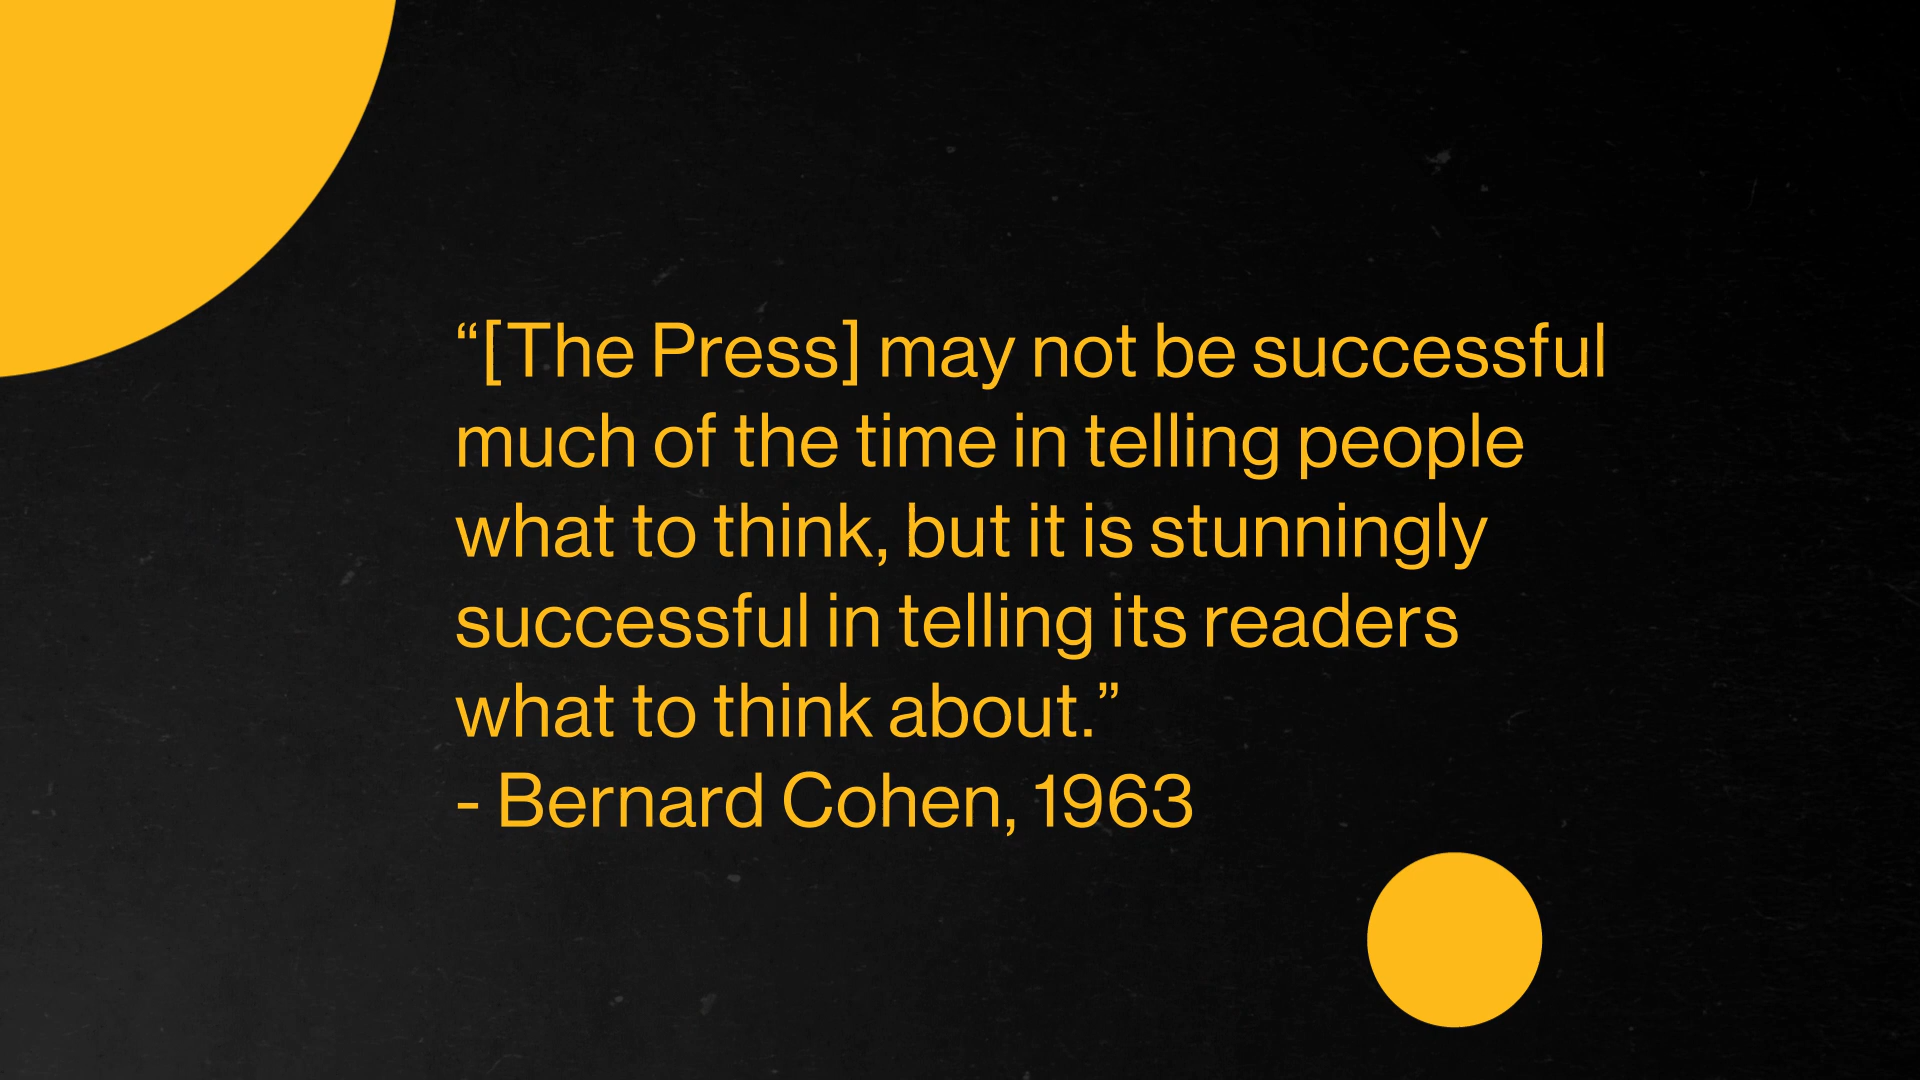 “[The Press] may not be successful
much of the time in telling people
what to think, but it is stunningly
successful in telling its readers
what to think about.”
- Bernard Cohen, 1963